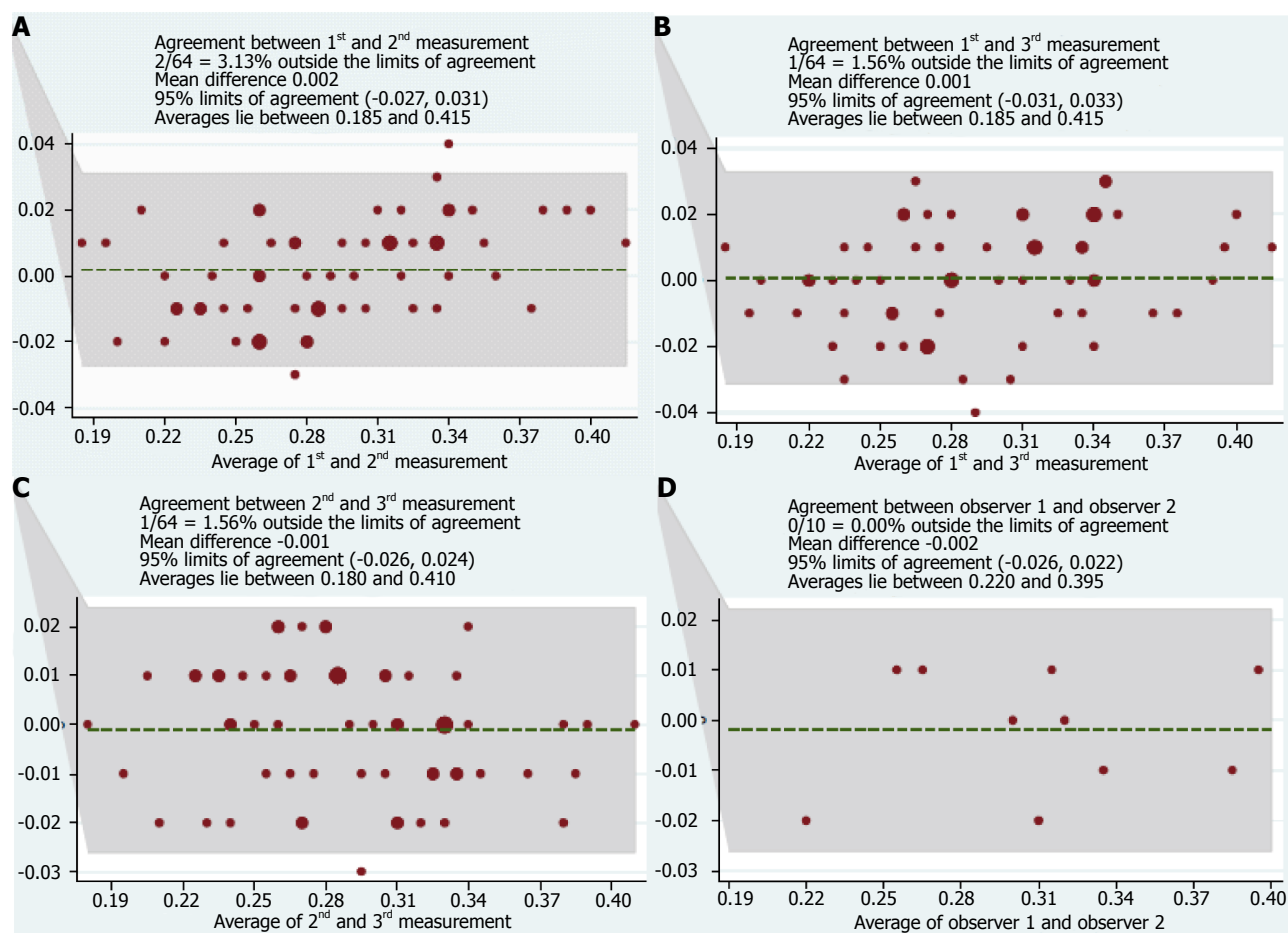 A
Agreement between 1st and 2nd measurement
2/64 = 3.13% outside the limits of agreement
Mean difference 0.002
95% limits of agreement (-0.027, 0.031)
Averages lie between 0.185 and 0.415
0.04
0.02
0.00
-0.02
-0.04
0.19 0.22 0.25 0.28 0.31 0.34 0.37 0.40
Average of 1st and 2nd measurement
B
Agreement between 1st and 3rd measurement
1/64 = 1.56% outside the limits of agreement
Mean difference 0.001
95% limits of agreement (-0.031, 0.033)
Averages lie between 0.185 and 0.415
0.04
0.02
0.00
-0.02
-0.04
0.19 0.22 0.25 0.28 0.31 0.34 0.37 0.40
Average of 1st and 3rd measurement
C
Agreement between 2nd and 3rd measurement
1/64 = 1.56% outside the limits of agreement
Mean difference -0.001
95% limits of agreement (-0.026, 0.024)
Averages lie between 0.180 and 0.410
0.02
0.01
0.00
-0.01
-0.02
-0.03
0.19 0.22 0.25 0.28 0.31 0.34 0.37 0.40
Average of 2nd and 3rd measurement
D
Agreement between observer 1 and observer 2
0/10 = 0.00% outside the limits of agreement
Mean difference -0.002
95% limits of agreement (-0.026, 0.022)
Averages lie between 0.220 and 0.395
0.02
0.01
0.00
-0.01
-0.02
-0.03
0.19 0.22 0.25 0.28 0.31 0.34 0.37 0.40
Average of observer 1 and observer 2